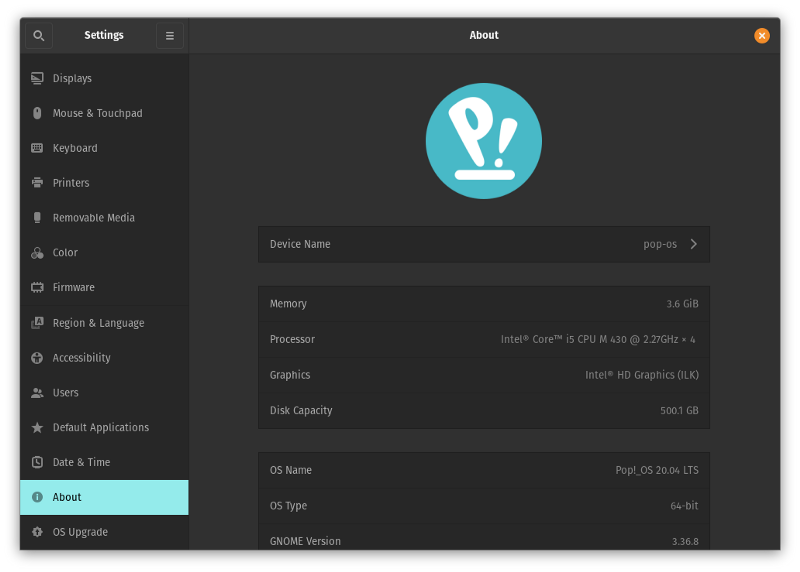 Settings
About
Displays
Mouse & Touchpad
Keyboard
Printers
Removable Media
Color
Firmware
Region & Language
Accessibility
Users
Default Applications
Date & Time
About
OS Upgrade
P!
Device Name pop-os
Memory 3.6 GiB
Processor Intel® Core™ i5 CPU M 430 @ 2.27GHz × 4
Graphics Intel® HD Graphics (ILK)
Disk Capacity 500.1 GB
OS Name Pop!_OS 20.04 LTS
OS Type 64-bit
GNOME Version 3.36.8